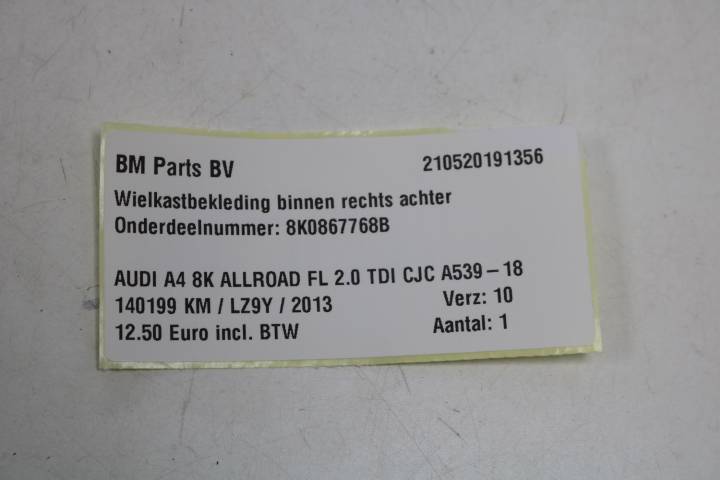 BM Parts BV 210520191356
Wielkastbekleding binnen rechts achter
Onderdeelnummer: 8K0867768B
AUDI A4 8K ALLROAD FL 2.0 TDI CJC A539 – 18
140199 KM / LZ9Y / 2013 Verz: 10
12.50 Euro incl. BTW Aantal: 1